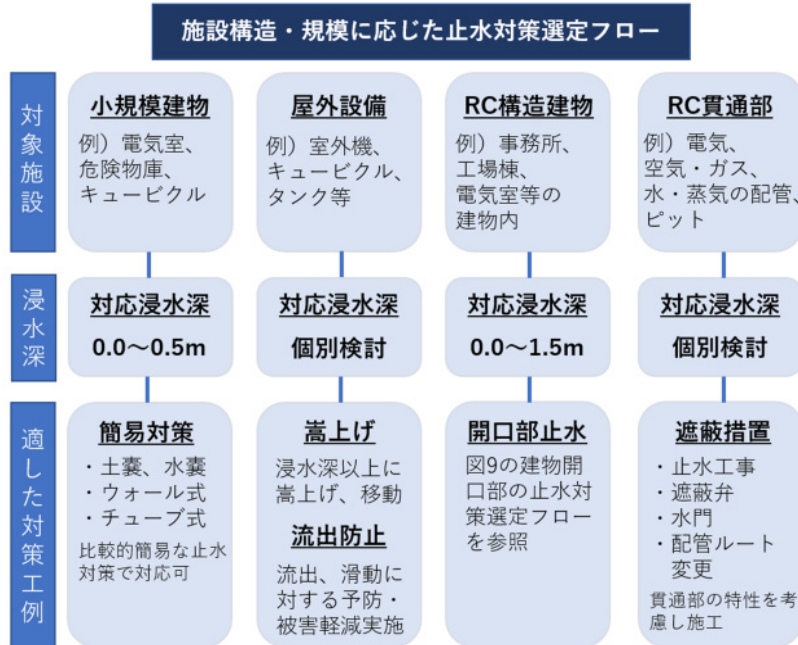 施設構造・規模に応じた止水対策選定フロー
対象施設
小規模建物
例）電気室、
危険物庫、
キュービクル
屋外設備
例）室外機、
キュービクル、
タンク等
RC構造建物
例）事務所、
工場棟、
電気室等の
建物内
RC貫通部
例）電気、
空気・ガス、
水・蒸気の配管、
ピット
浸水深
対応浸水深
0.0～0.5m
対応浸水深
個別検討
対応浸水深
0.0～1.5m
対応浸水深
個別検討
適した対策工例
簡易対策
・土嚢、水嚢
・ウォール式
・チューブ式
比較的簡易な止水
対策で対応可
嵩上げ
浸水深以上に
嵩上げ、移動
流出防止
流出、滑動に
対する予防・
被害軽減実施
開口部止水
図9の建物開
口部の止水対
策選定フロー
を参照
遮蔽措置
・止水工事
・遮蔽弁
・水門
・配管ルート
変更
貫通部の特性を考
慮し施工